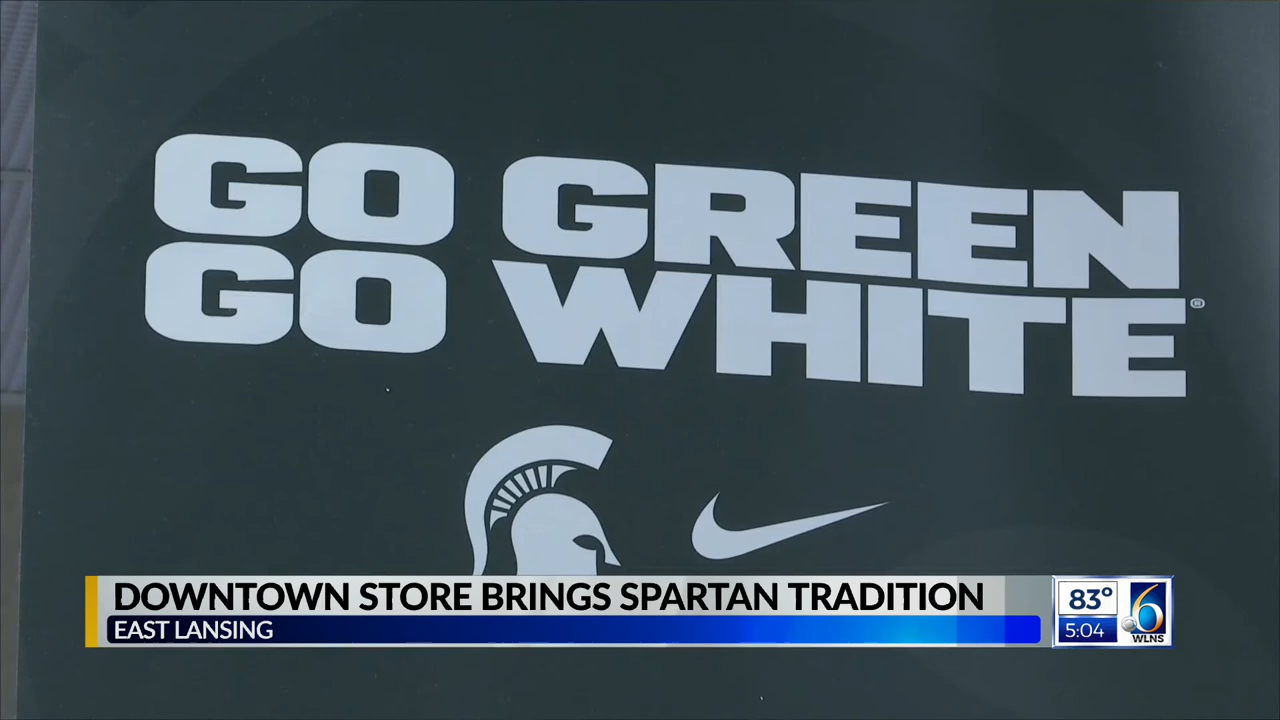 GO GREEN
GO WHITE®
DOWNTOWN STORE BRINGS SPARTAN TRADITION
EAST LANSING
83°
5:04
6
WLNS